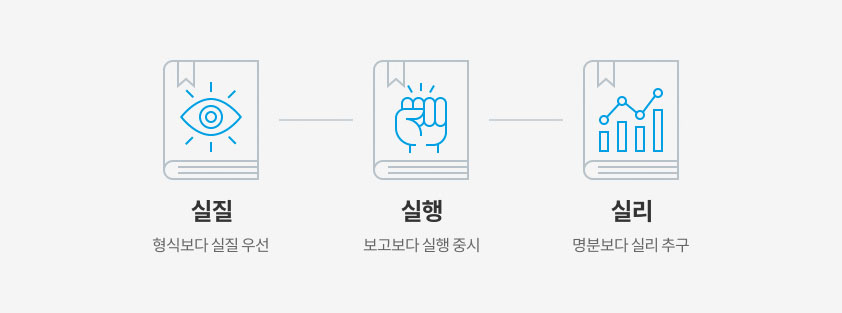 실질
형식보다 실질 우선
실행
보고보다 실행 중시
실리
명분보다 실리 추구